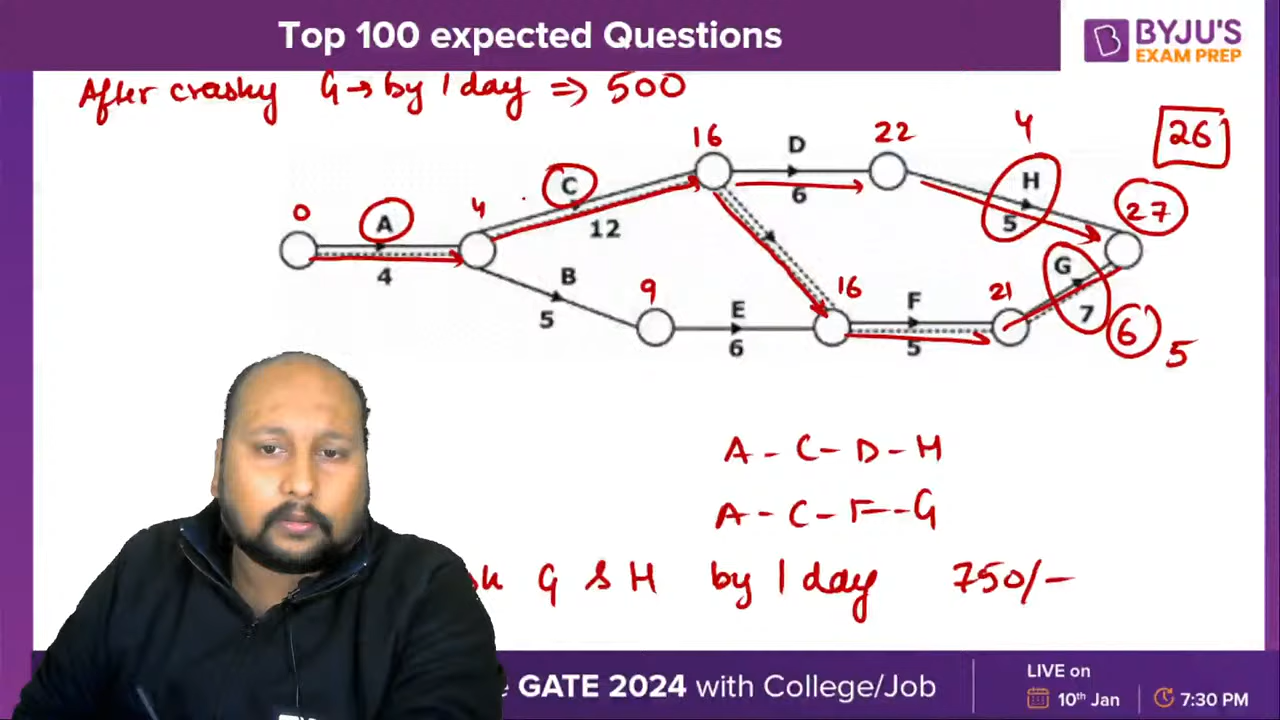 Top 100 expected Questions
BYJU'S
EXAM PREP
After crashy G → by 1 day ⇒ 500
16
D
6
22
4
H
5
26
27
0
A
4
4
C
12
B
5
9
E
6
16
F
5
21
G
7
6
5
A - C - D - H
A - C - F - G
G & H by 1 day 750/-
GATE 2024 with College/Job
LIVE on
10th Jan
7:30 PM